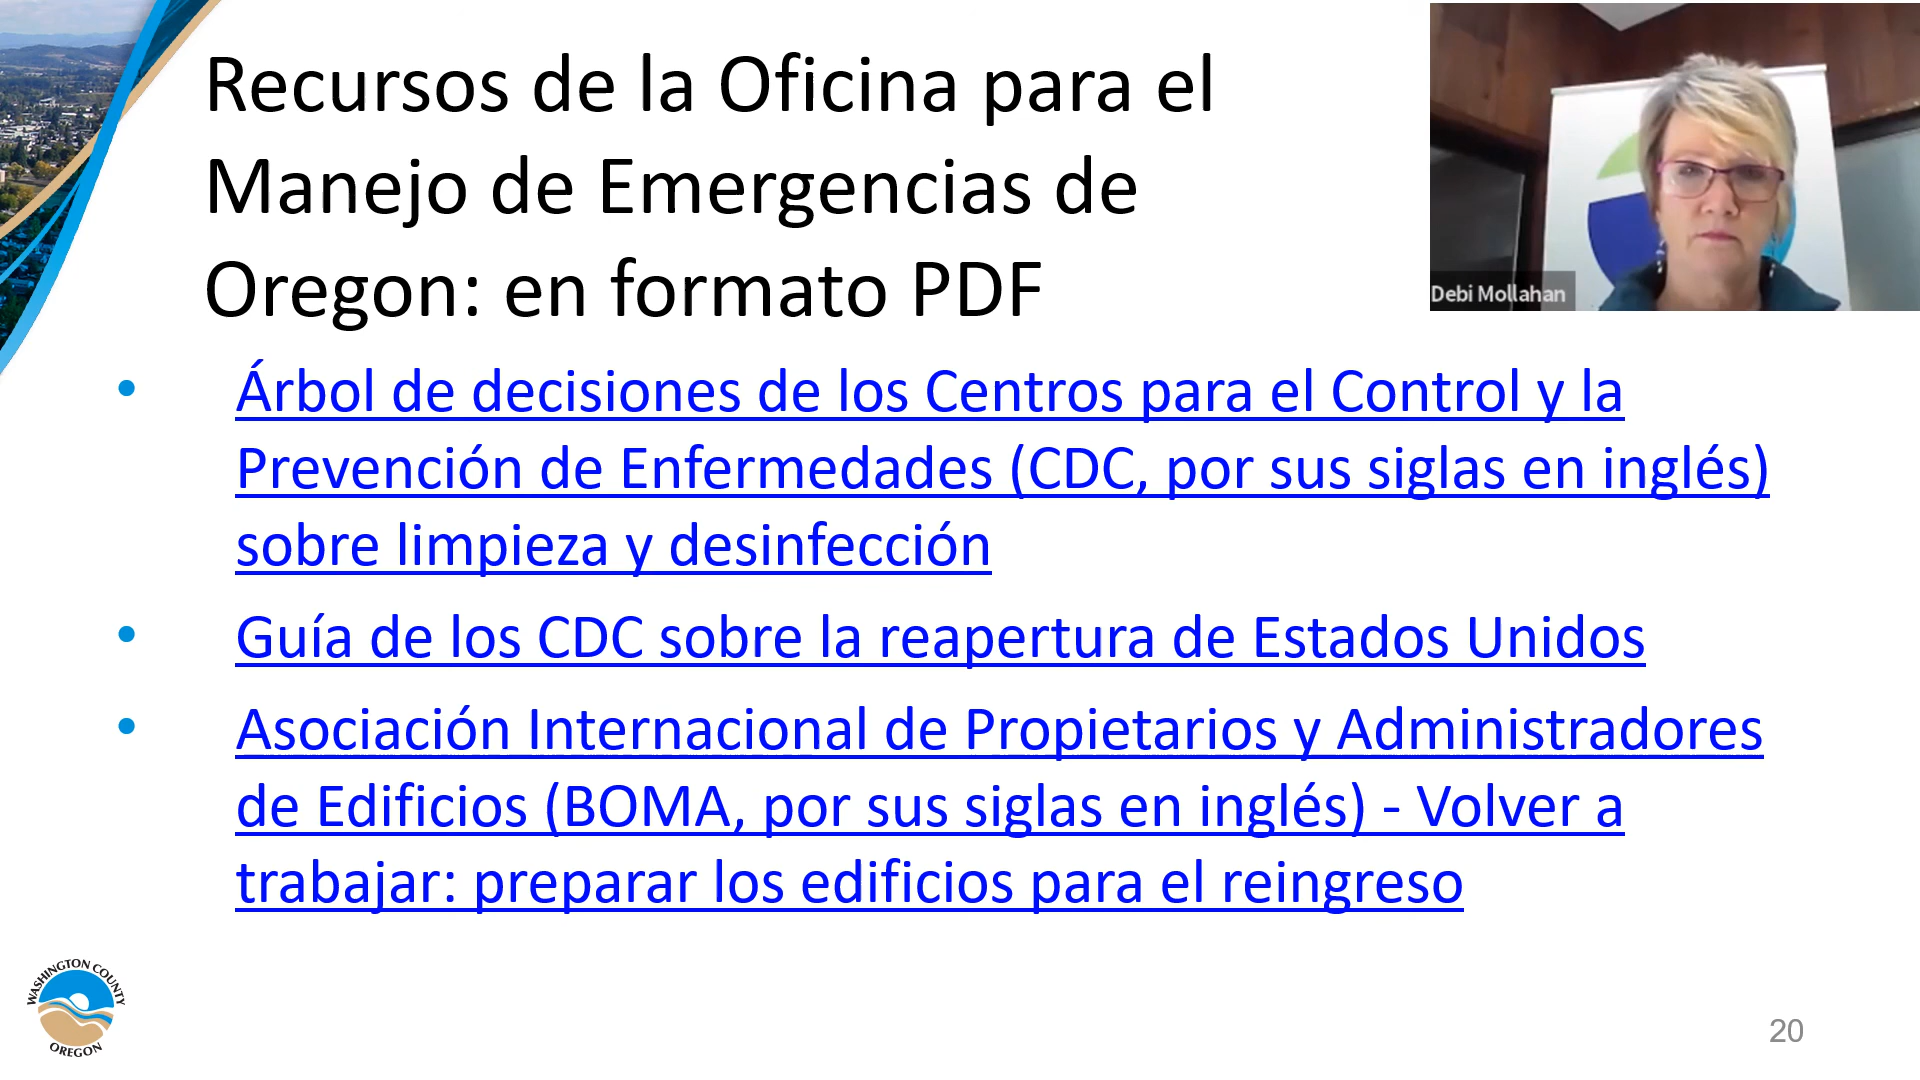 Recursos de la Oficina para el
Manejo de Emergencias de
Oregon: en formato PDF
Debi Mollahan
• Árbol de decisiones de los Centros para el Control y la
Prevención de Enfermedades (CDC, por sus siglas en inglés)
sobre limpieza y desinfección
• Guía de los CDC sobre la reapertura de Estados Unidos
• Asociación Internacional de Propietarios y Administradores
de Edificios (BOMA, por sus siglas en inglés) - Volver a
trabajar: preparar los edificios para el reingreso
WASHINGTON COUNTY
OREGON
20